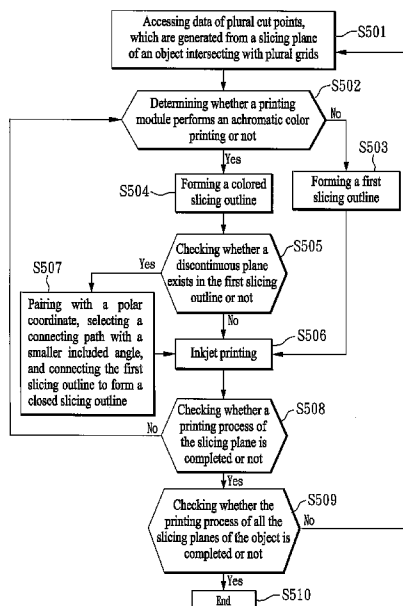 Accessing data of plural cut points,
which are generated from a slicing plane
of an object intersecting with plural grids
S501
S502
Determining whether a printing
module performs an achromatic color
printing or not
No
Yes
S503
Forming a first
slicing outline
S504
Forming a colored
slicing outline
S505
Checking whether a
discontinuous plane
exists in the first slicing
outline or not
Yes
No
S507
Pairing with a polar
coordinate, selecting a
connecting path with a
smaller included angle,
and connecting the first
slicing outline to form a
closed slicing outline
Inkjet printing
S506
Checking whether a
printing process of
the slicing plane is
completed or not
S508
No
Yes
Checking whether the
printing process of all the
slicing planes of the object is
completed or not
S509
No
Yes
End
S510